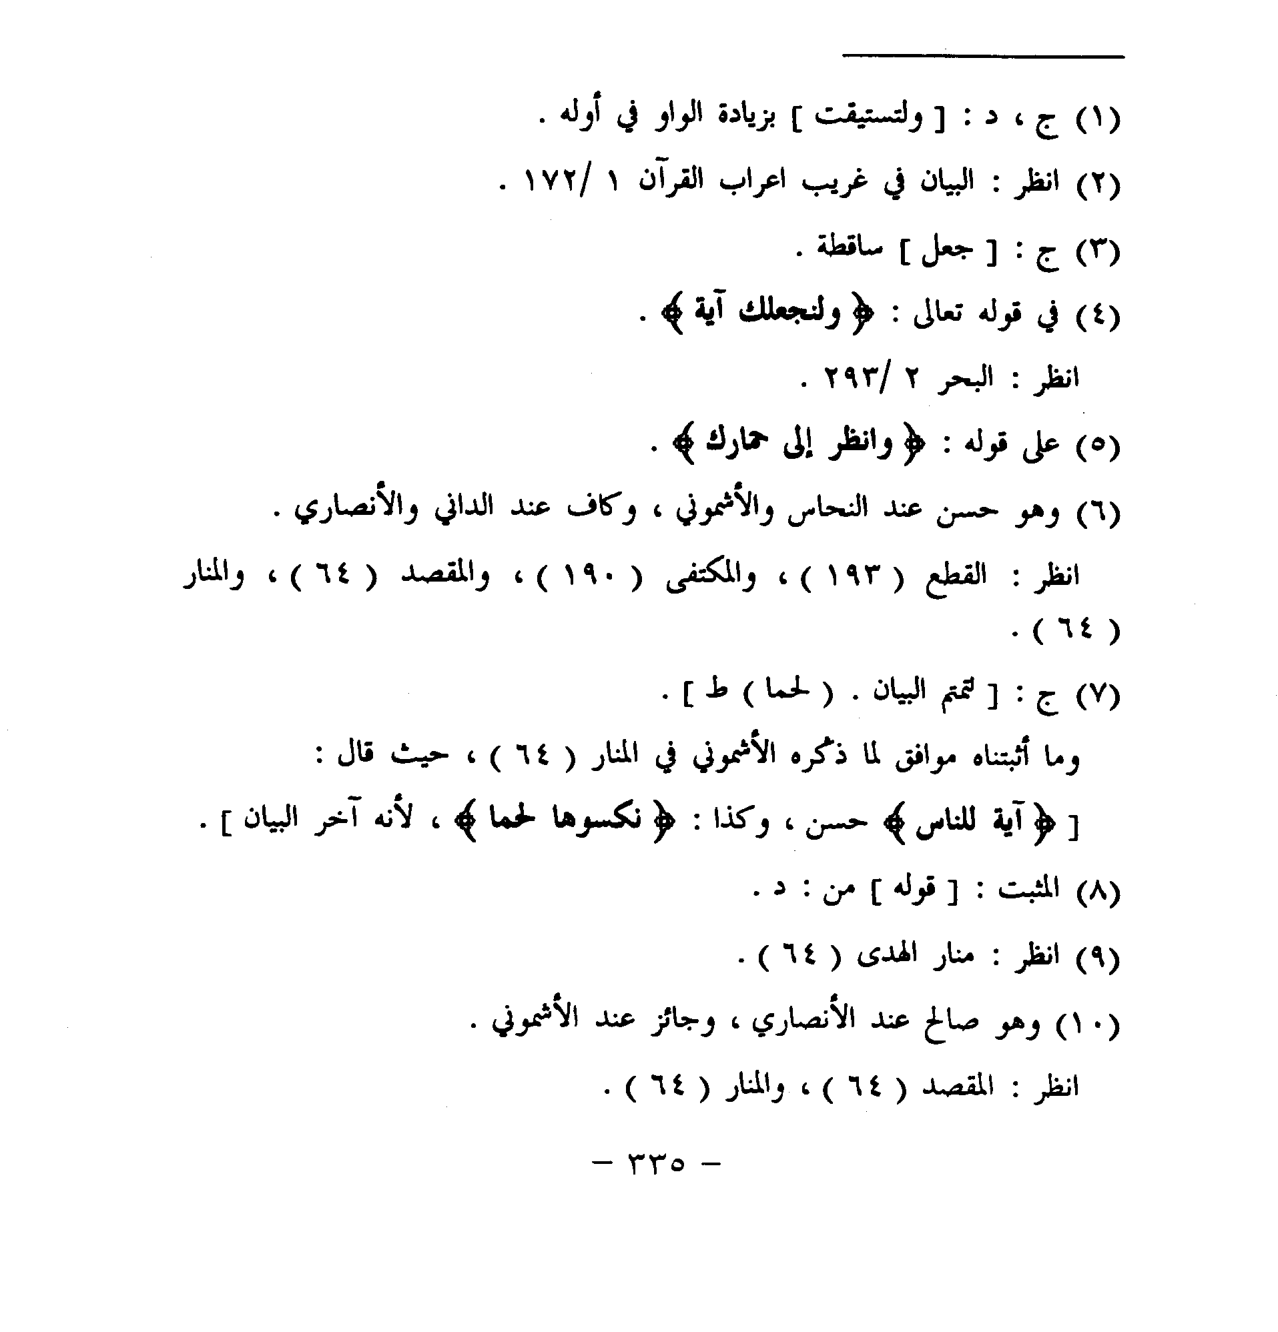 (١) ج ، د : [ ولتستيقت ] بزيادة الواو في أوله .
(٢) انظر : البيان في غريب اعراب القرآن ١ /١٧٢ .
(٣) ج : [ جعل ] ساقطة .
(٤) في قوله تعالى : ﴿ ولنجعلك آية ﴾ .
انظر : البحر ٢ /٢٩٣ .
(٥) على قوله : ﴿ وانظر إلى حمارك ﴾ .
(٦) وهو حسن عند النحاس والأشموني ، وكاف عند الداني والأنصاري .
انظر : القطع ( ١٩٣ ) ، والمكتفى ( ١٩٠ ) ، والمقصد ( ٦٤ ) ، والمنار
( ٦٤ ) .
(٧) ج : [ لتمتم البيان . ( لحما ) ط ] .
وما أثبتناه موافق لما ذكره الأشموني في المنار ( ٦٤ ) ، حيث قال :
[ ﴿ آية للناس ﴾ حسن ، وكذا : ﴿ نكسوها لحما ﴾ ، لأنه آخر البيان ] .
(٨) المثبت : [ قوله ] من : د .
(٩) انظر : منار الهدى ( ٦٤ ) .
(١٠) وهو صالح عند الأنصاري ، وجائز عند الأشموني .
انظر : المقصد ( ٦٤ ) ، والمنار ( ٦٤ ) .
– ٣٣٥ –